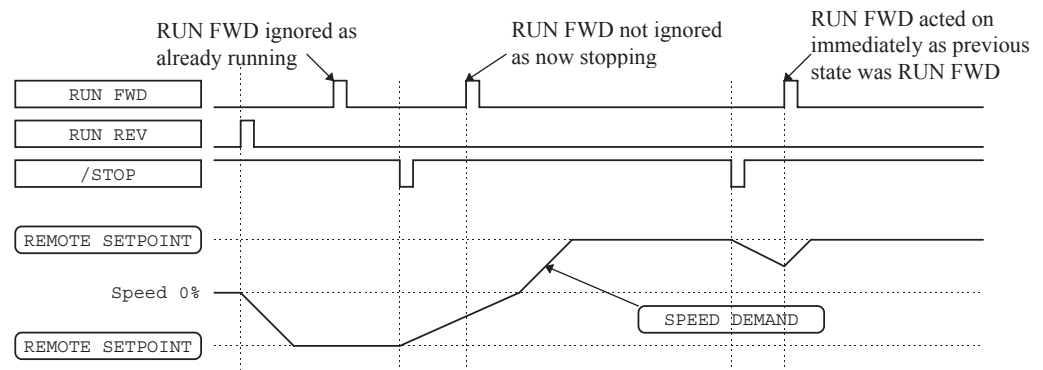 RUN FWD ignored as
already running
RUN FWD not ignored
as now stopping
RUN FWD acted on
immediately as previous
state was RUN FWD
RUN FWD
RUN REV
/STOP
REMOTE SETPOINT
Speed 0%
SPEED DEMAND
REMOTE SETPOINT